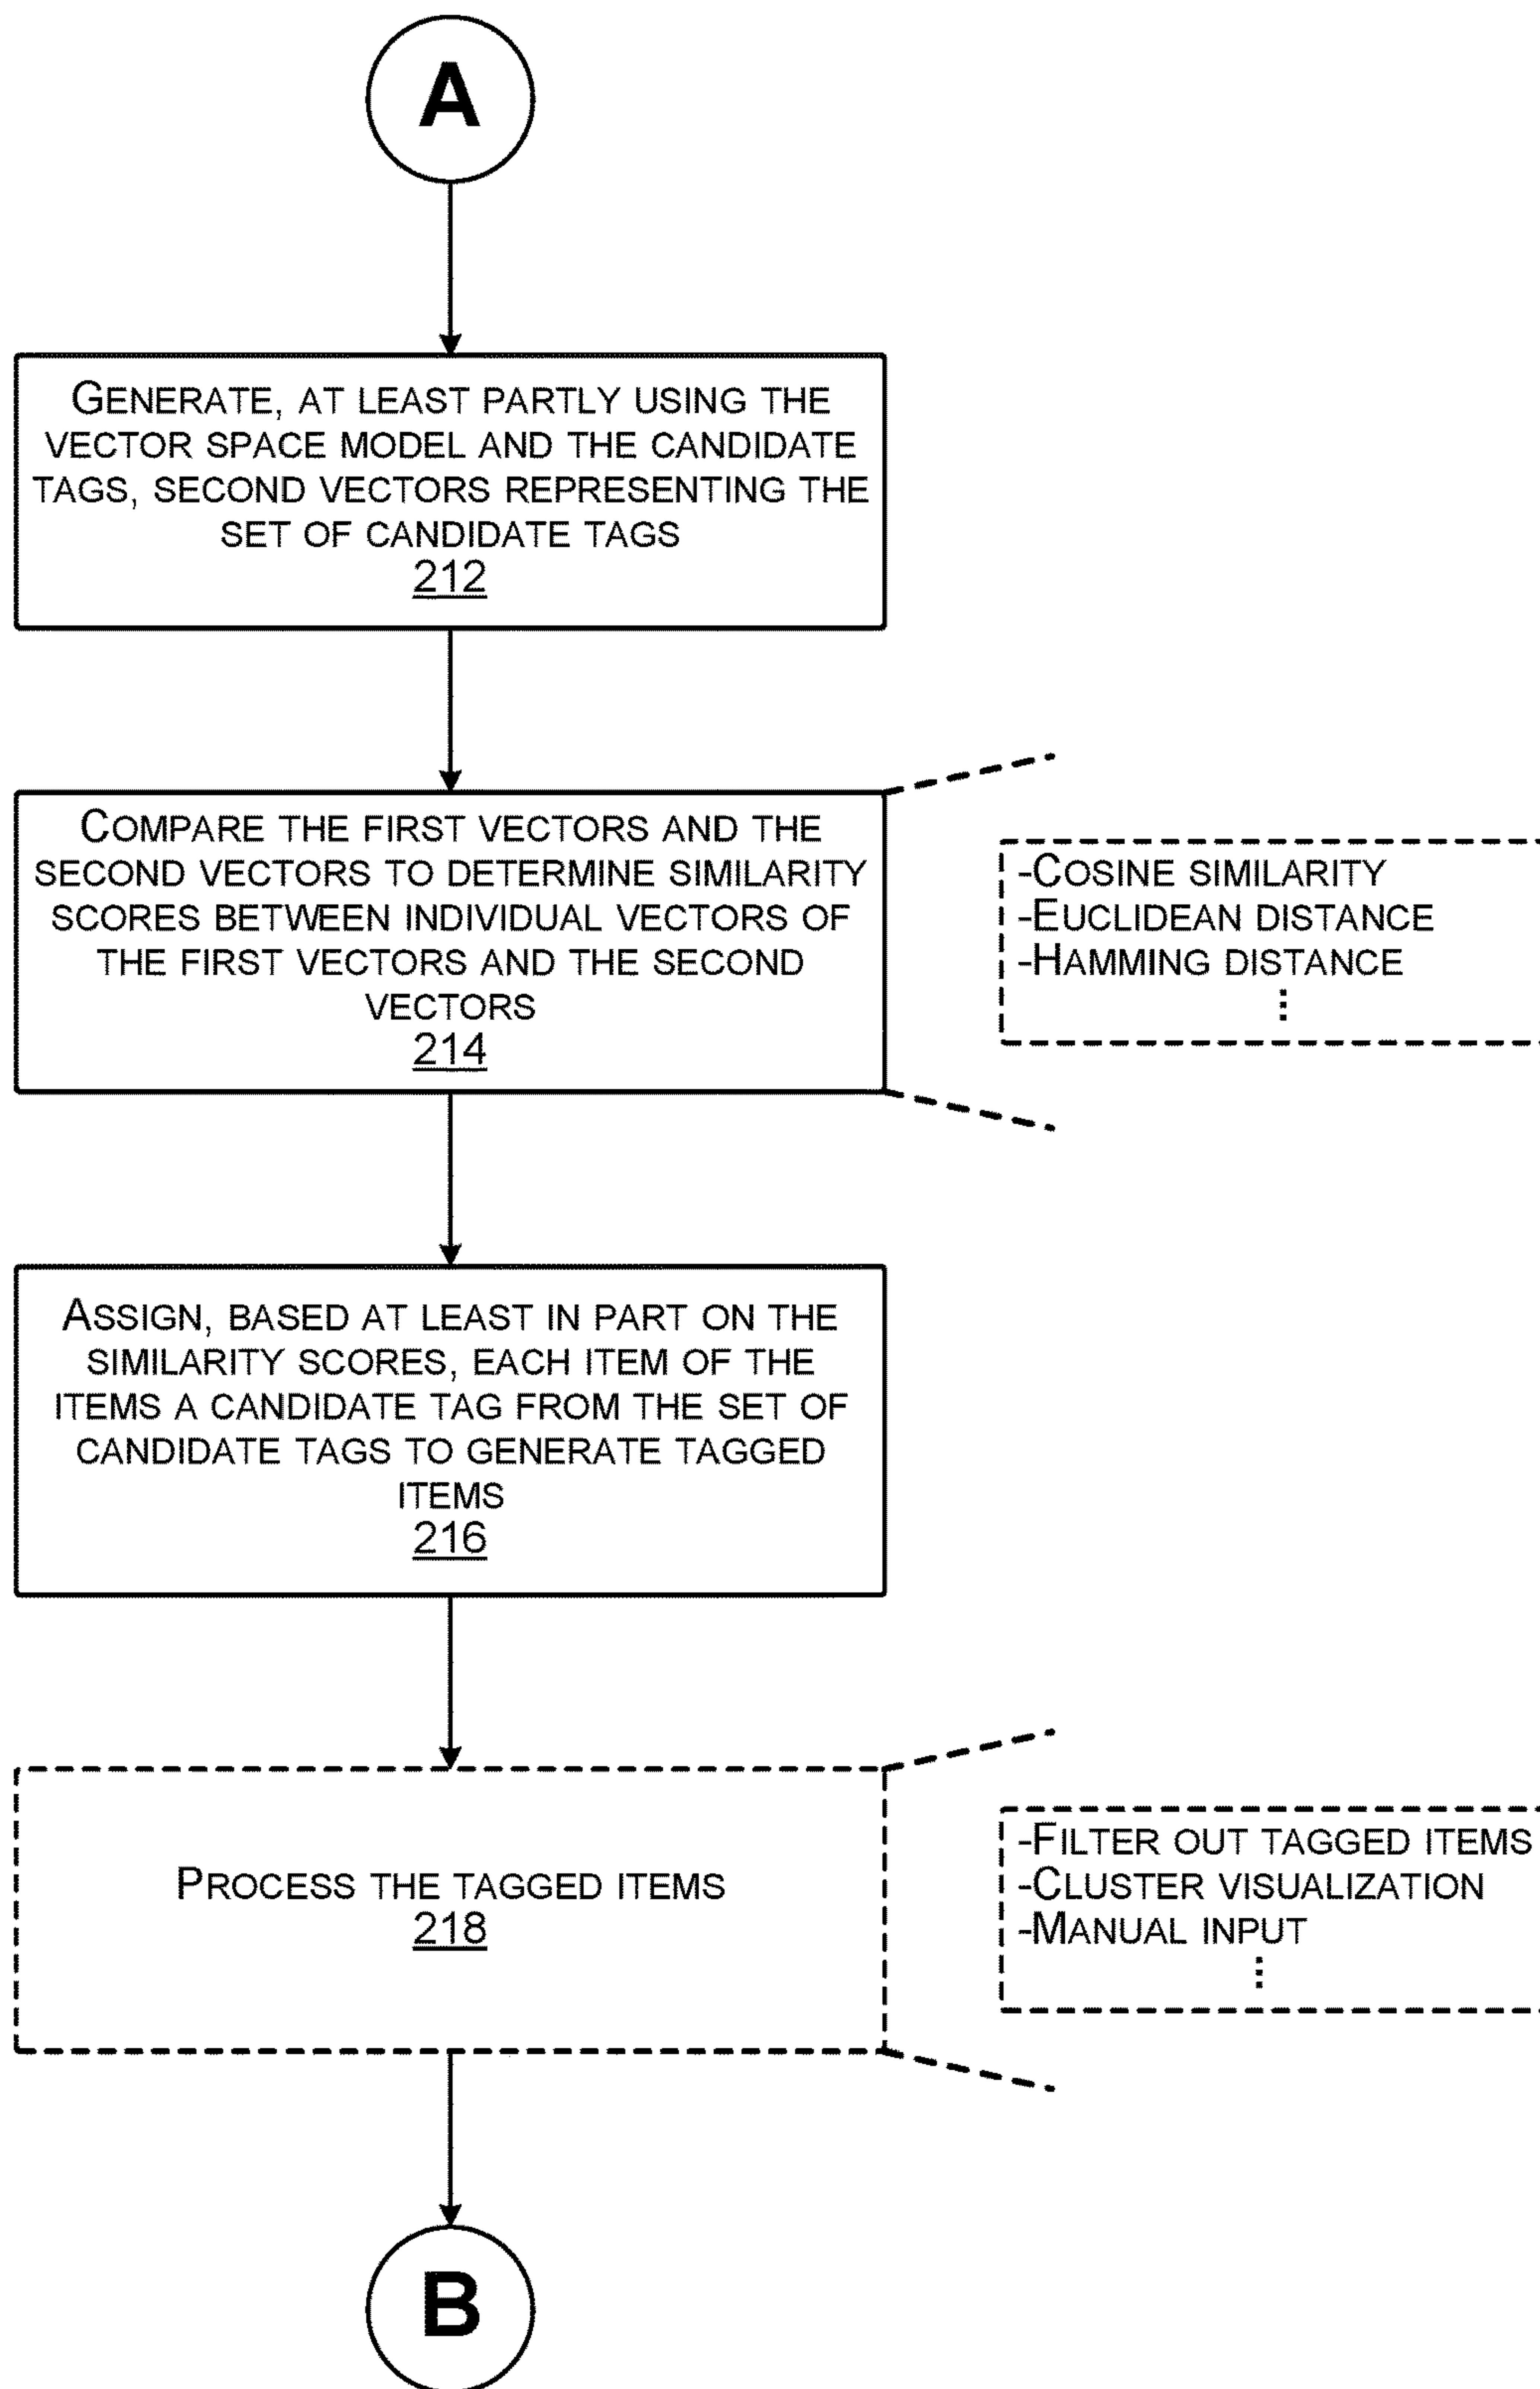 A
GENERATE, AT LEAST PARTLY USING THE
VECTOR SPACE MODEL AND THE CANDIDATE
TAGS, SECOND VECTORS REPRESENTING THE
SET OF CANDIDATE TAGS
212
COMPARE THE FIRST VECTORS AND THE
SECOND VECTORS TO DETERMINE SIMILARITY
SCORES BETWEEN INDIVIDUAL VECTORS OF
THE FIRST VECTORS AND THE SECOND
VECTORS
214
-COSINE SIMILARITY
-EUCLIDEAN DISTANCE
-HAMMING DISTANCE
⋮
ASSIGN, BASED AT LEAST IN PART ON THE
SIMILARITY SCORES, EACH ITEM OF THE
ITEMS A CANDIDATE TAG FROM THE SET OF
CANDIDATE TAGS TO GENERATE TAGGED
ITEMS
216
PROCESS THE TAGGED ITEMS
218
-FILTER OUT TAGGED ITEMS
-CLUSTER VISUALIZATION
-MANUAL INPUT
⋮
B